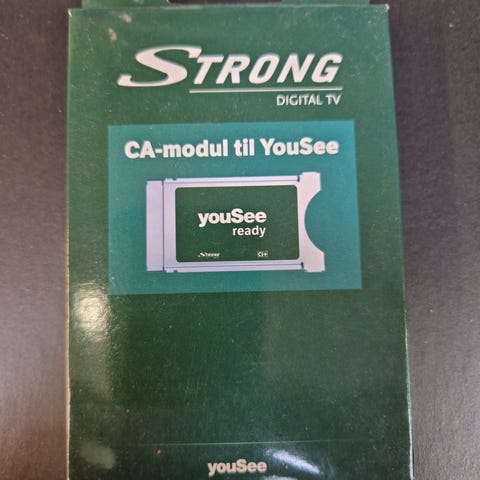 STRONG
DIGITAL TV
CA-modul til YouSee
youSee
ready
STRONG
CI+
youSee